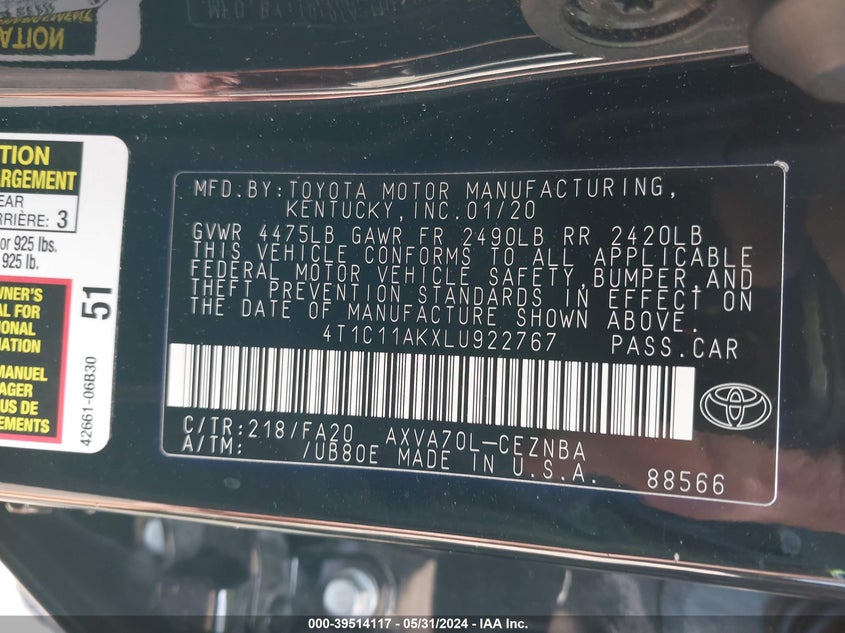 MFD.BY:TOYOTA MOTOR MANUFACTURING,
KENTUCKY,INC.01/20
GVWR 4475LB GAWR FR 2490LB RR 2420LB
THIS VEHICLE CONFORMS TO ALL APPLICABLE
FEDERAL MOTOR VEHICLE SAFETY,BUMPER,AND
THEFT PREVENTION STANDARDS IN EFFECT ON
THE DATE OF MANUFACTURE SHOWN ABOVE.
4T1C11AKXLU922767 PASS.CAR
C/TR:218/FA20 AXVA70L-CEZNBA
A/TM: /UB80E MADE IN U.S.A.
88566
TION
RGEMENT
EAR
RRIÈRE: 3
or 925 lbs.
925 lb.
WNER'S
AL FOR
IONAL
MATION
MANUEL
AGER
US DE
NEMENTS
51
42661-06B30
ATION
000-39514117 - 05/31/2024 - IAA Inc.